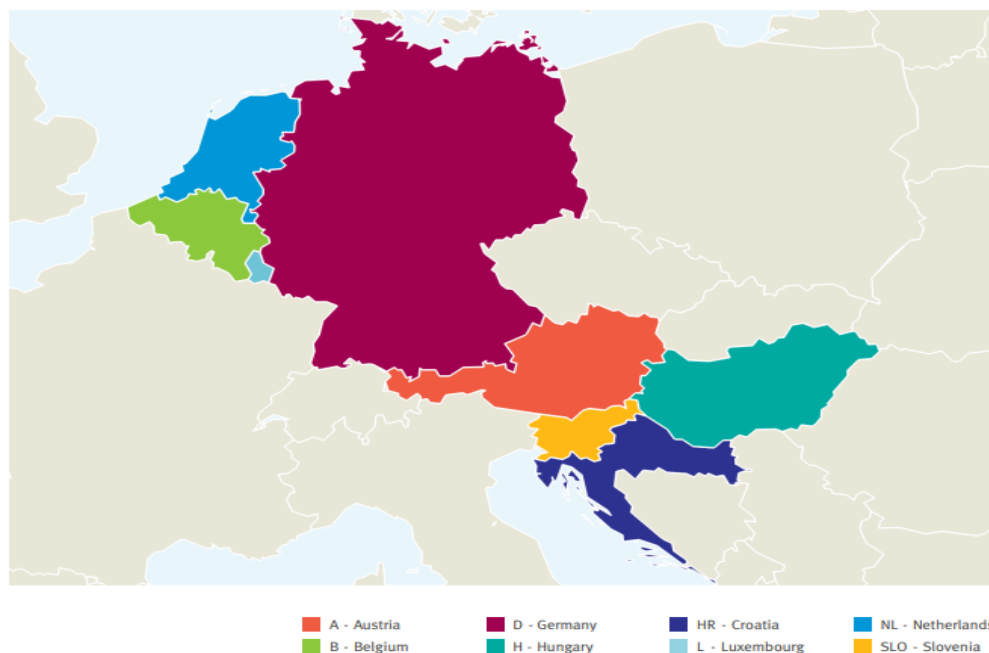 A - Austria D - Germany HR - Croatia NL - Netherlands
B - Belgium H - Hungary L - Luxembourg SLO - Slovenia